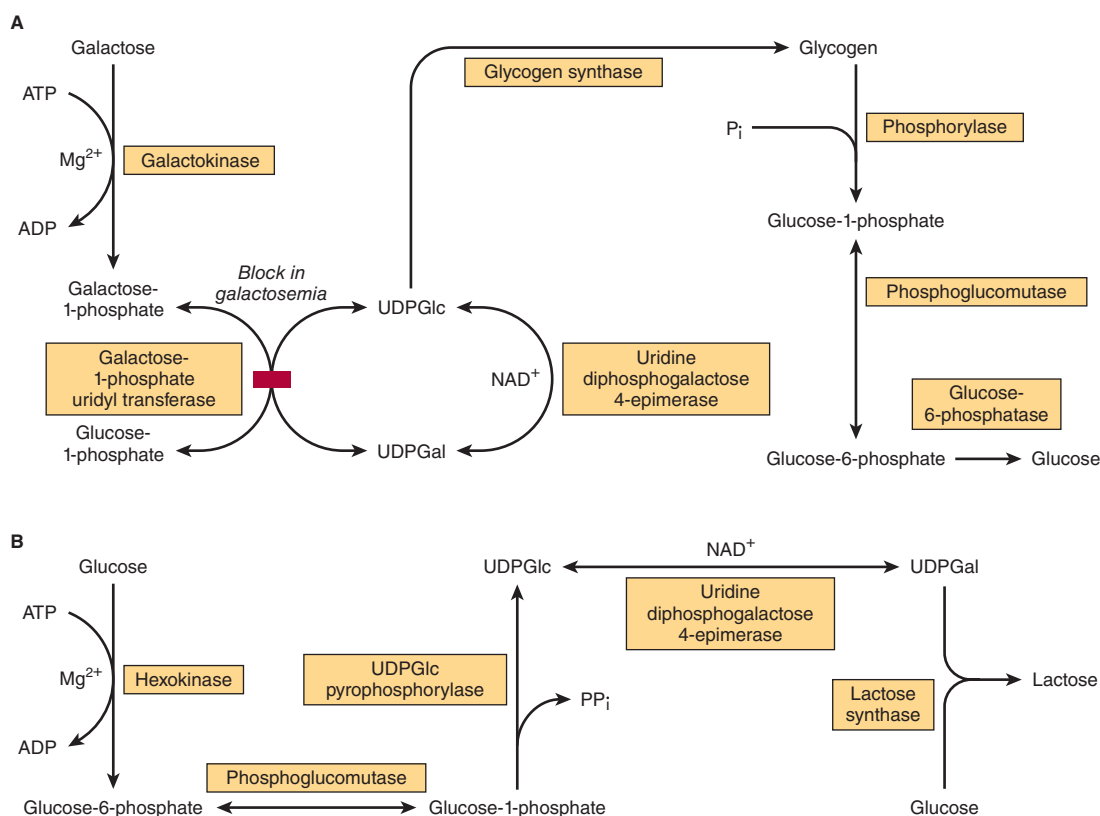 A
Galactose
ATP
Mg2+
Galactokinase
ADP
Galactose-
1-phosphate
Block in
galactosemia
UDPGlc
Galactose-
1-phosphate
uridyl transferase
NAD+
Uridine
diphosphogalactose
4-epimerase
Glucose-
1-phosphate
UDPGal
Glycogen synthase
Glycogen
Pi
Phosphorylase
Glucose-1-phosphate
Phosphoglucomutase
Glucose-
6-phosphatase
Glucose-6-phosphate
Glucose
B
Glucose
ATP
Mg2+
Hexokinase
ADP
Glucose-6-phosphate
Phosphoglucomutase
Glucose-1-phosphate
UDPGlc
pyrophosphorylase
PPi
UDPGlc
NAD+
Uridine
diphosphogalactose
4-epimerase
UDPGal
Lactose
synthase
Lactose
Glucose